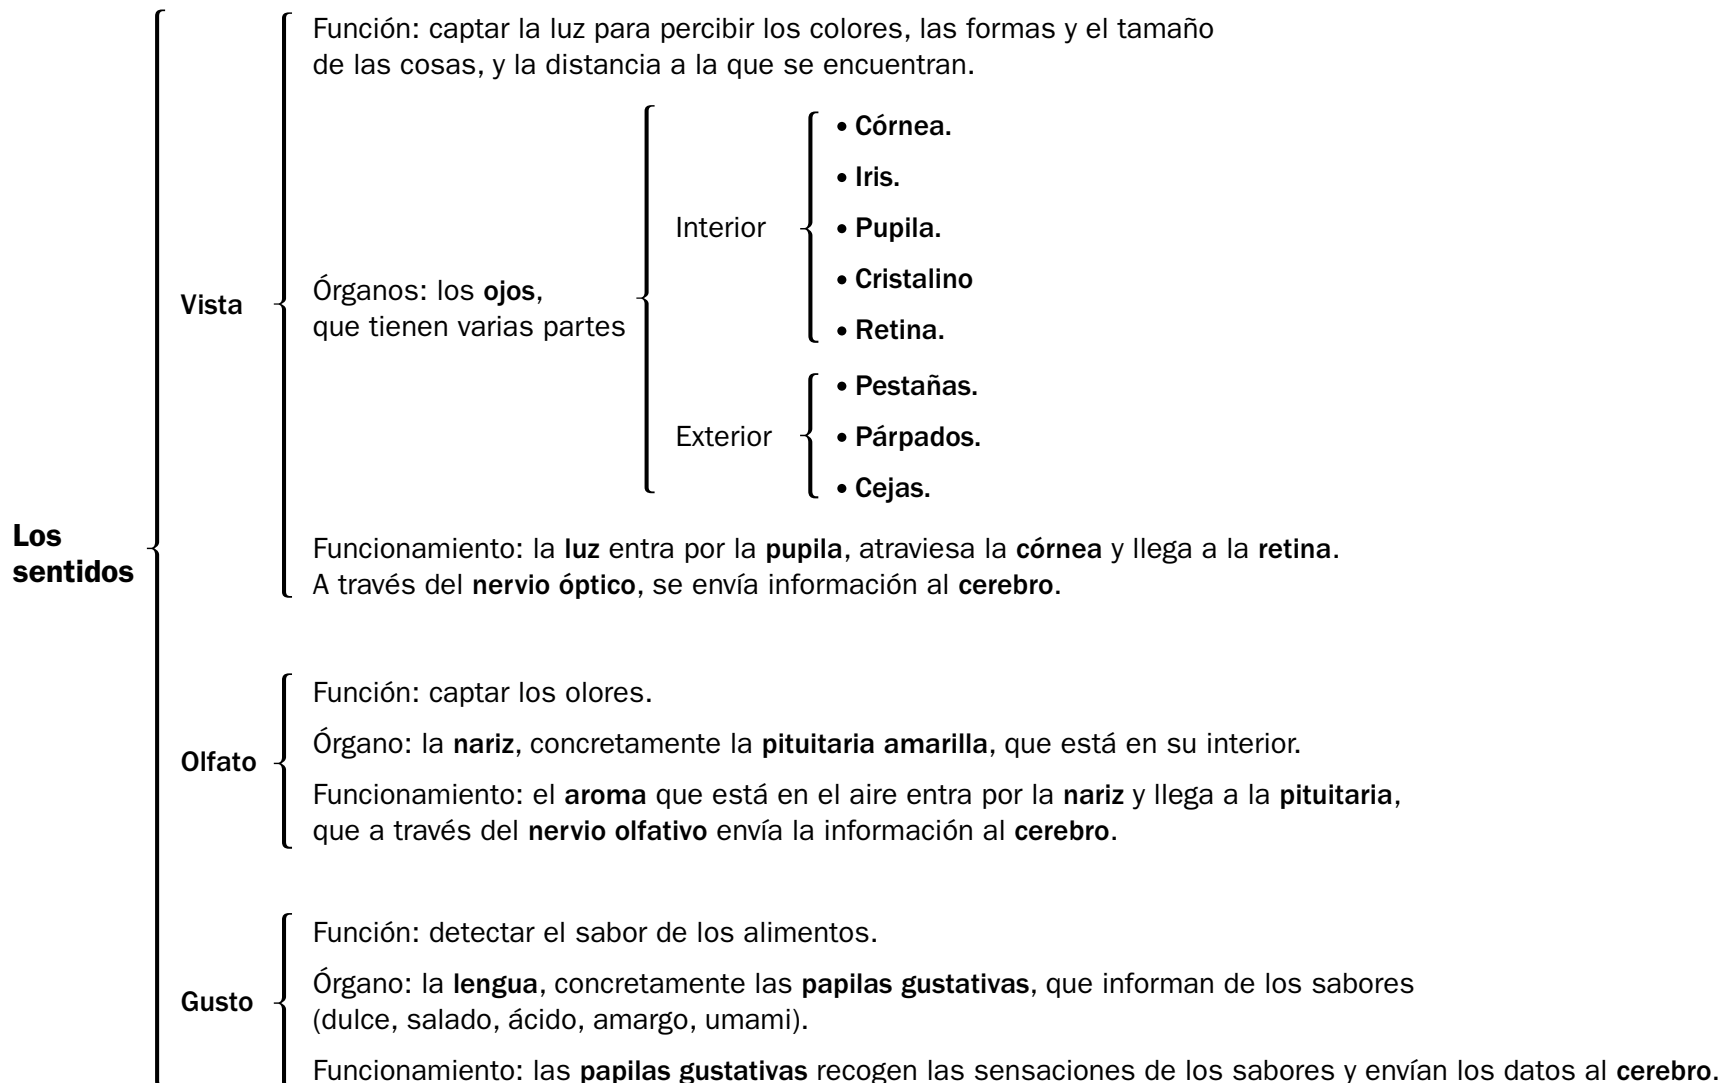 Los
sentidos
Vista
Función: captar la luz para percibir los colores, las formas y el tamaño
de las cosas, y la distancia a la que se encuentran.
Órganos: los ojos,
que tienen varias partes
Interior
• Córnea.
• Iris.
• Pupila.
• Cristalino
• Retina.
Exterior
• Pestañas.
• Párpados.
• Cejas.
Funcionamiento: la luz entra por la pupila, atraviesa la córnea y llega a la retina.
A través del nervio óptico, se envía información al cerebro.
Olfato
Función: captar los olores.
Órgano: la nariz, concretamente la pituitaria amarilla, que está en su interior.
Funcionamiento: el aroma que está en el aire entra por la nariz y llega a la pituitaria,
que a través del nervio olfativo envía la información al cerebro.
Gusto
Función: detectar el sabor de los alimentos.
Órgano: la lengua, concretamente las papilas gustativas, que informan de los sabores
(dulce, salado, ácido, amargo, umami).
Funcionamiento: las papilas gustativas recogen las sensaciones de los sabores y envían los datos al cerebro.